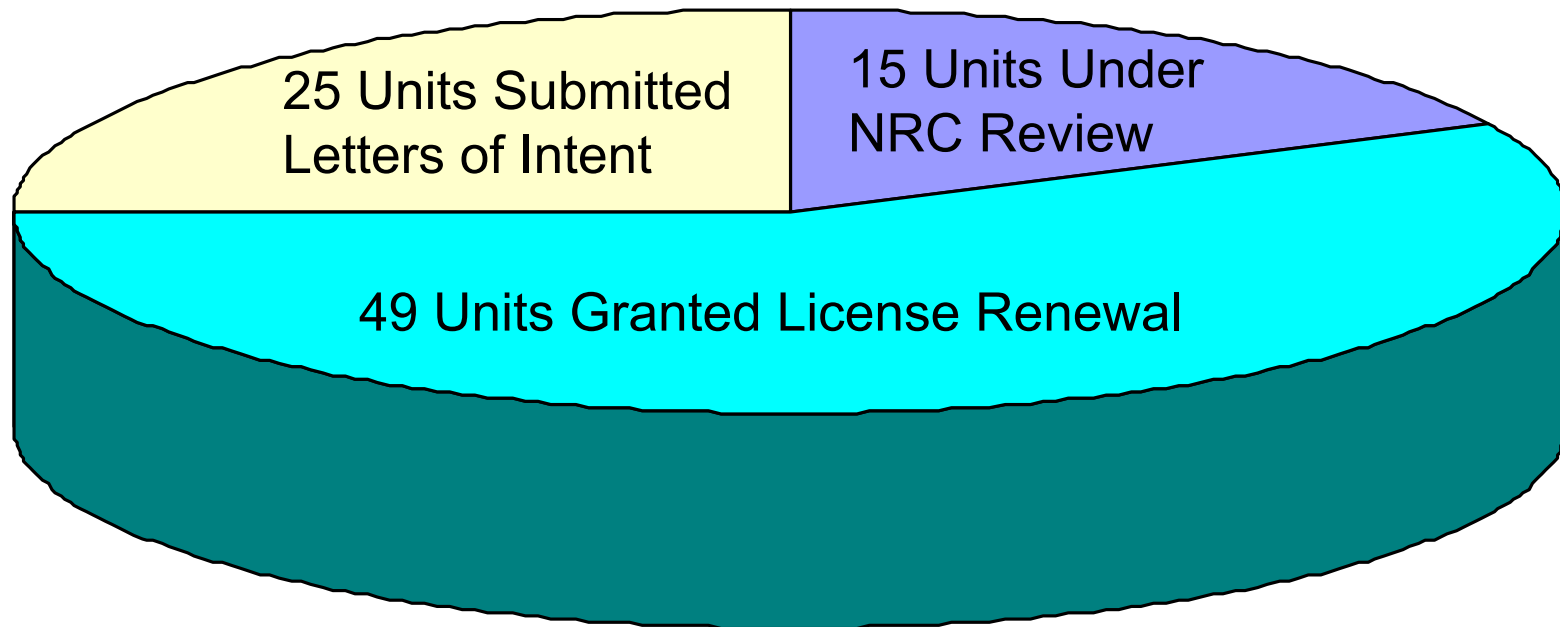 25 Units Submitted
Letters of Intent
15 Units Under
NRC Review
49 Units Granted License Renewal